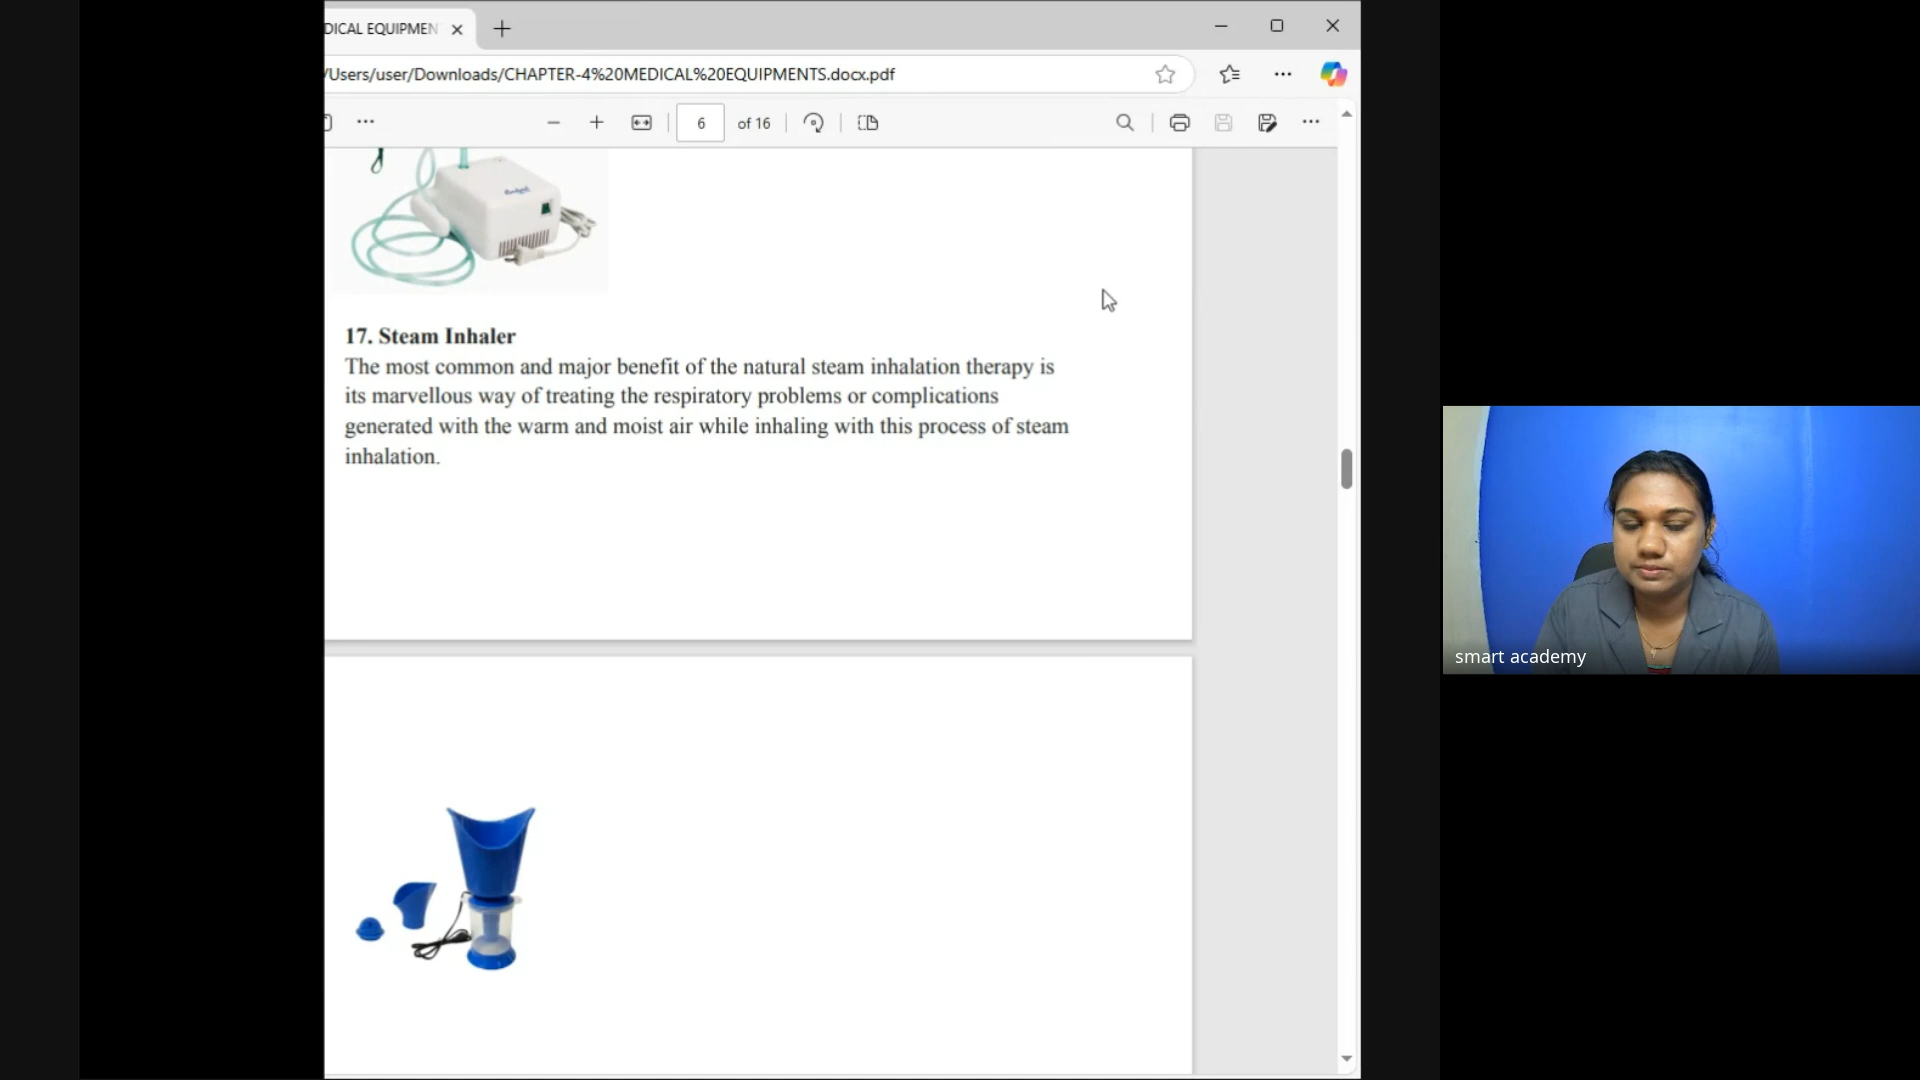 DICAL EQUIPMEN
/Users/user/Downloads/CHAPTER-4%20MEDICAL%20EQUIPMENTS.docx.pdf
6 of 16
17. Steam Inhaler
The most common and major benefit of the natural steam inhalation therapy is
its marvellous way of treating the respiratory problems or complications
generated with the warm and moist air while inhaling with this process of steam
inhalation.
smart academy